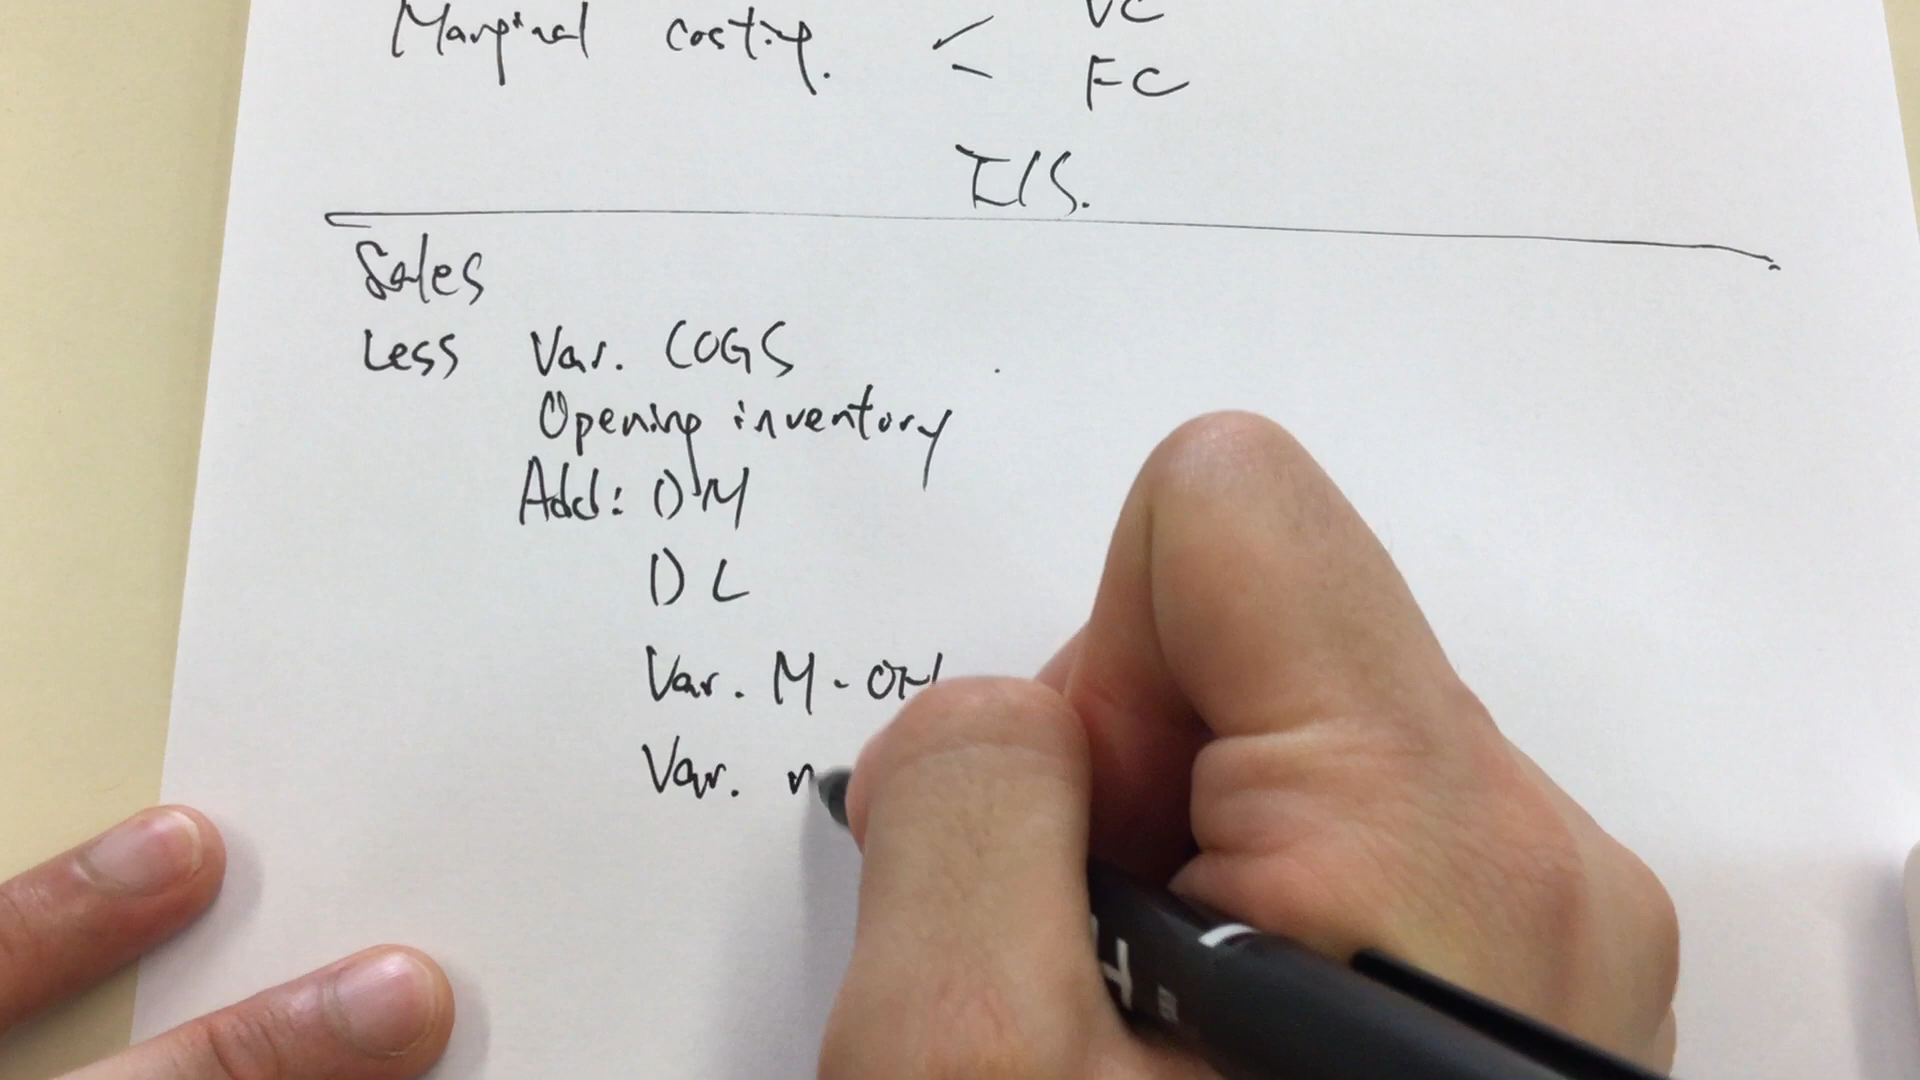 Marginal costing. < VC
FC
I/S.
Sales
Less Var. COGS
Opening inventory
Add: DM
DL
Var. M-OH
Var.